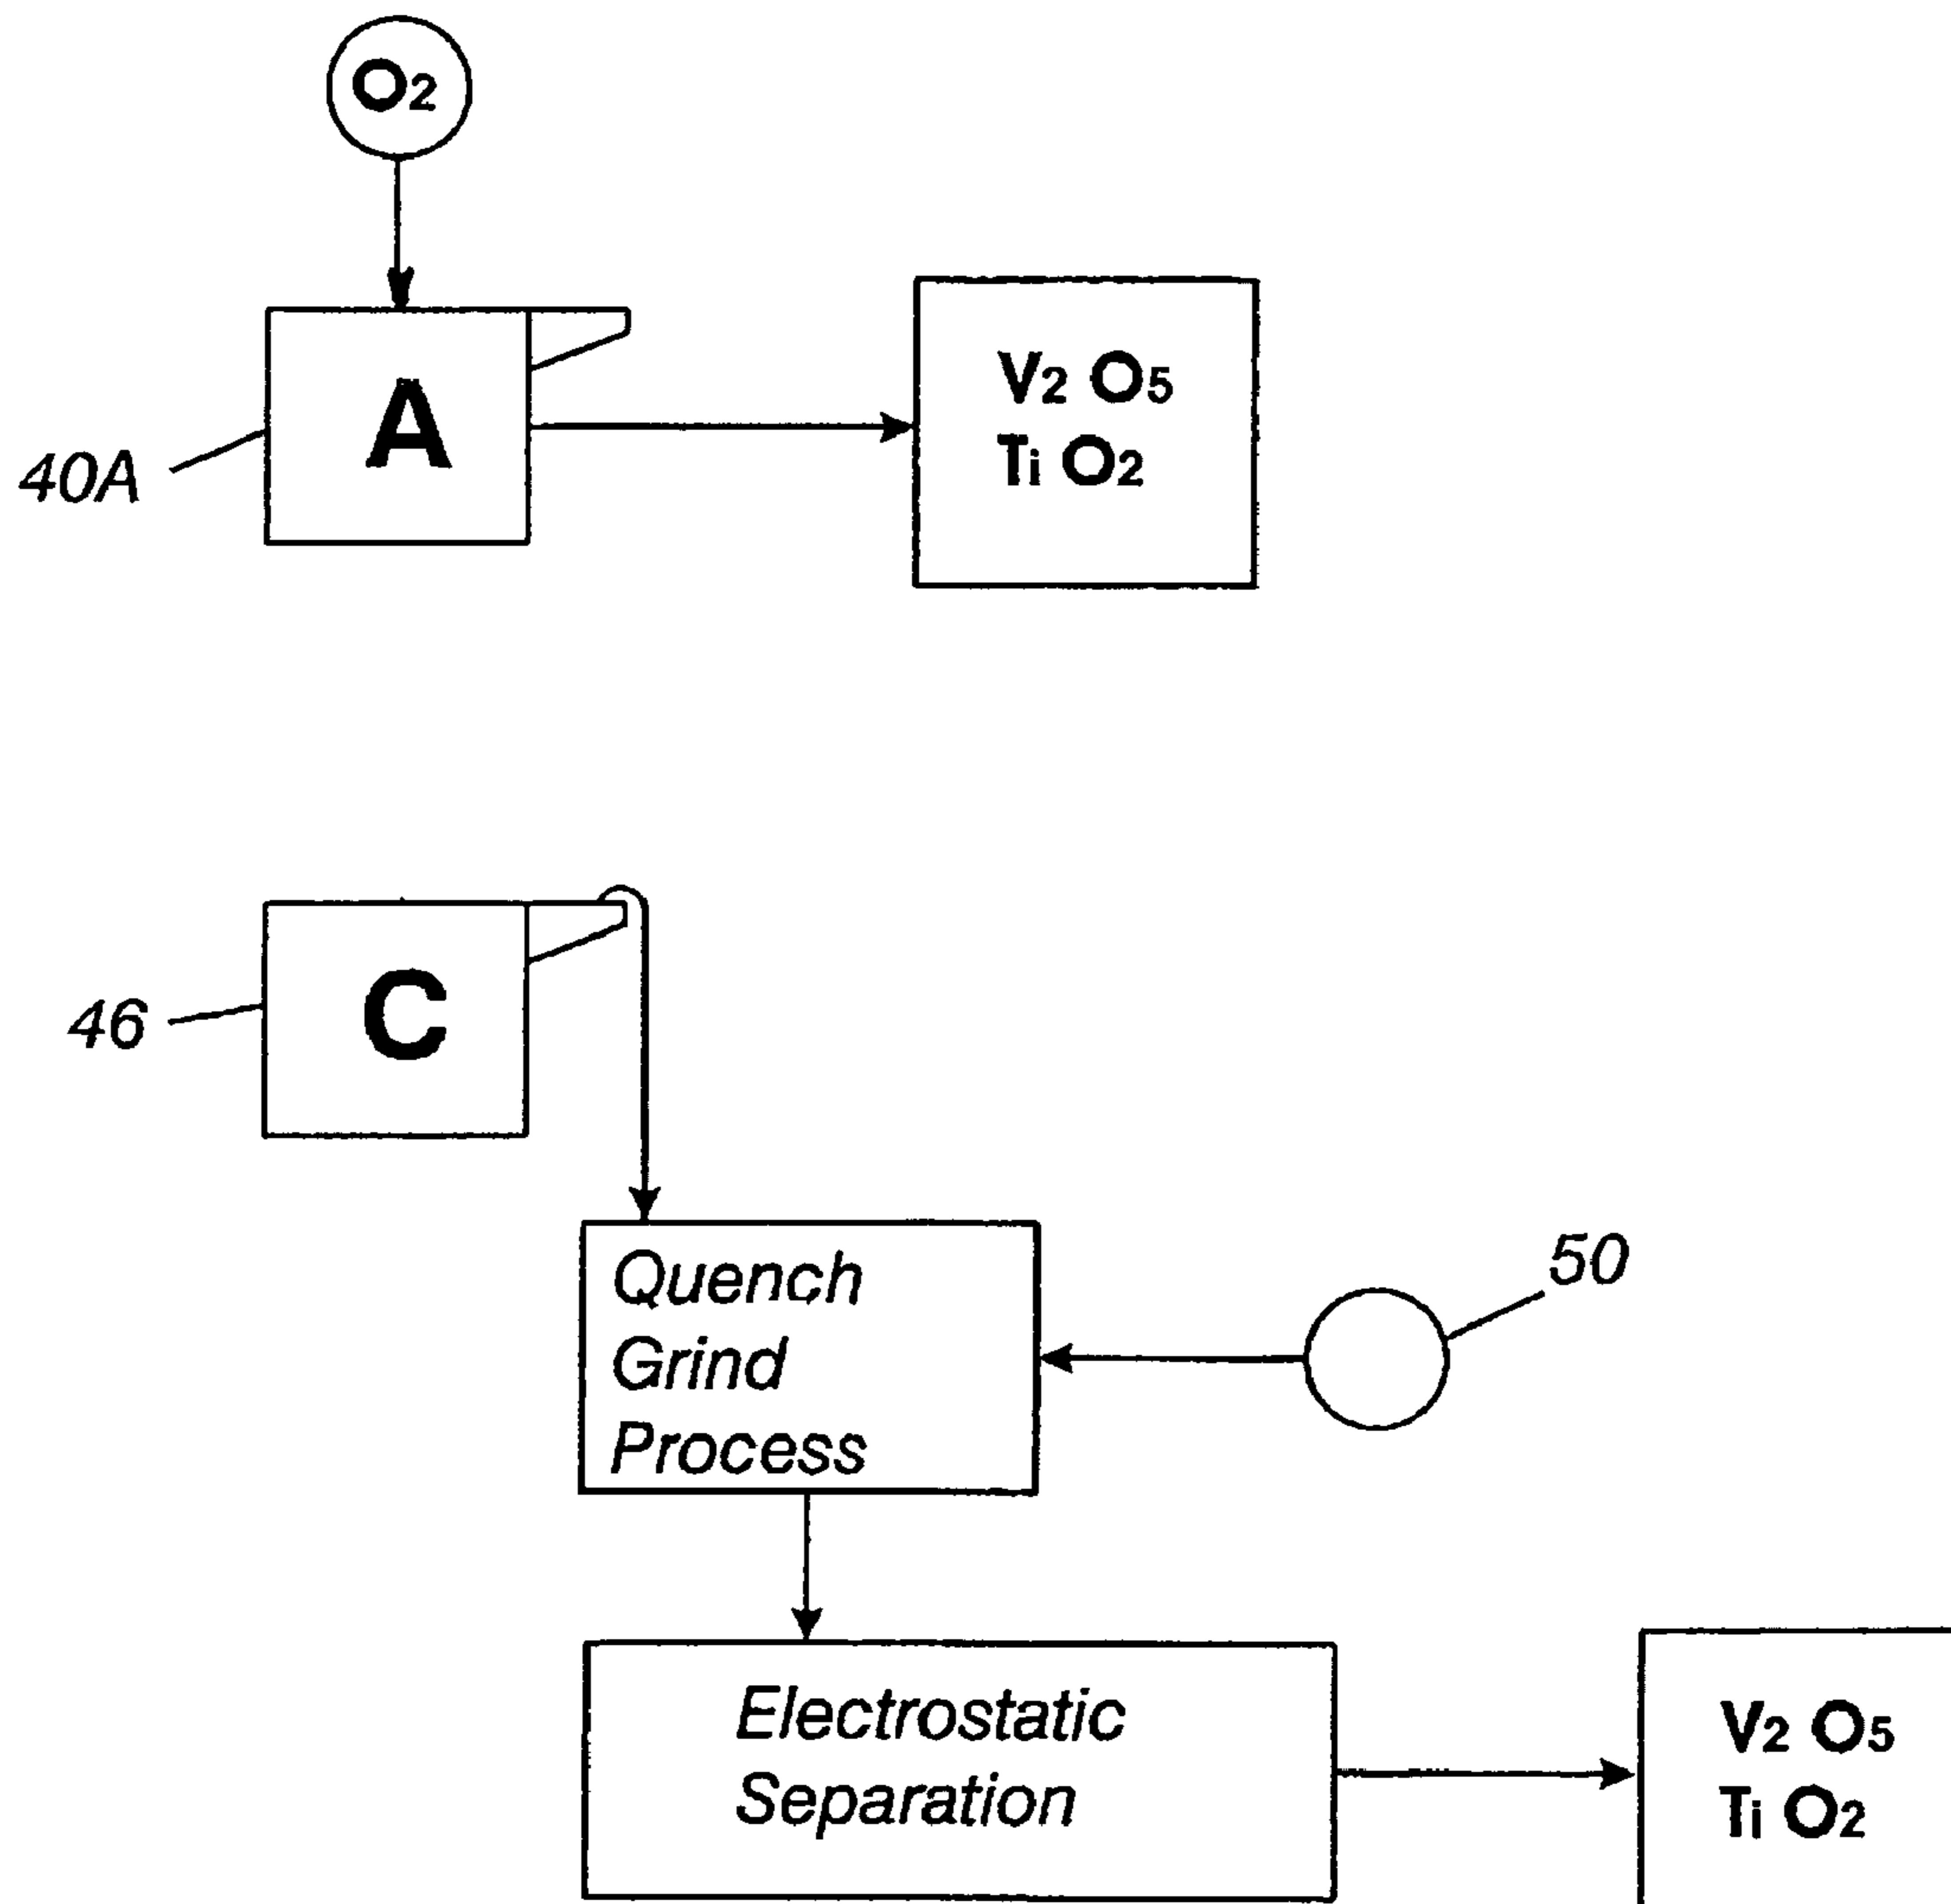 O2
A
40A
V2 O5
Ti O2
C
46
Quench
Grind
Process
50
Electrostatic
Separation
V2 O5
Ti O2